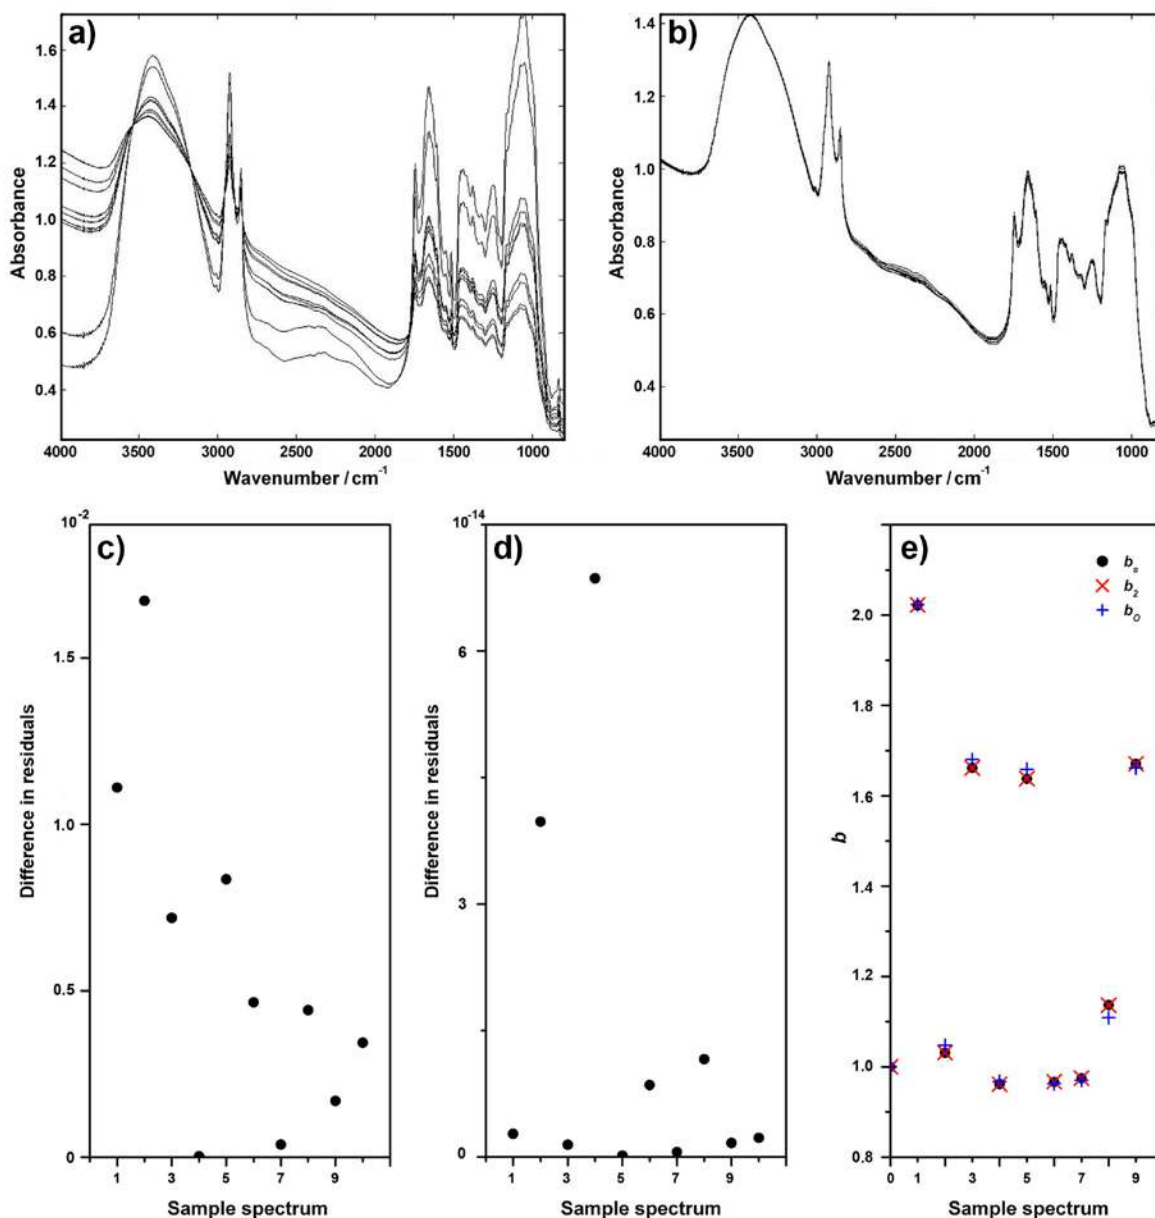 a)
1.6
1.4
1.2
1.0
0.8
0.6
0.4
Absorbance
4000 3500 3000 2500 2000 1500 1000
Wavenumber / cm⁻¹
b)
1.4
1.2
1.0
0.8
0.6
0.4
Absorbance
4000 3500 3000 2500 2000 1500 1000
Wavenumber / cm⁻¹
c)
10⁻²
1.5
1.0
0.5
0
Difference in residuals
1 3 5 7 9
Sample spectrum
d)
10⁻¹⁴
6
3
0
Difference in residuals
1 3 5 7 9
Sample spectrum
e)
bₛ
b₂
b_O
2.0
1.8
1.6
1.4
1.2
1.0
0.8
b
0 1 3 5 7 9
Sample spectrum